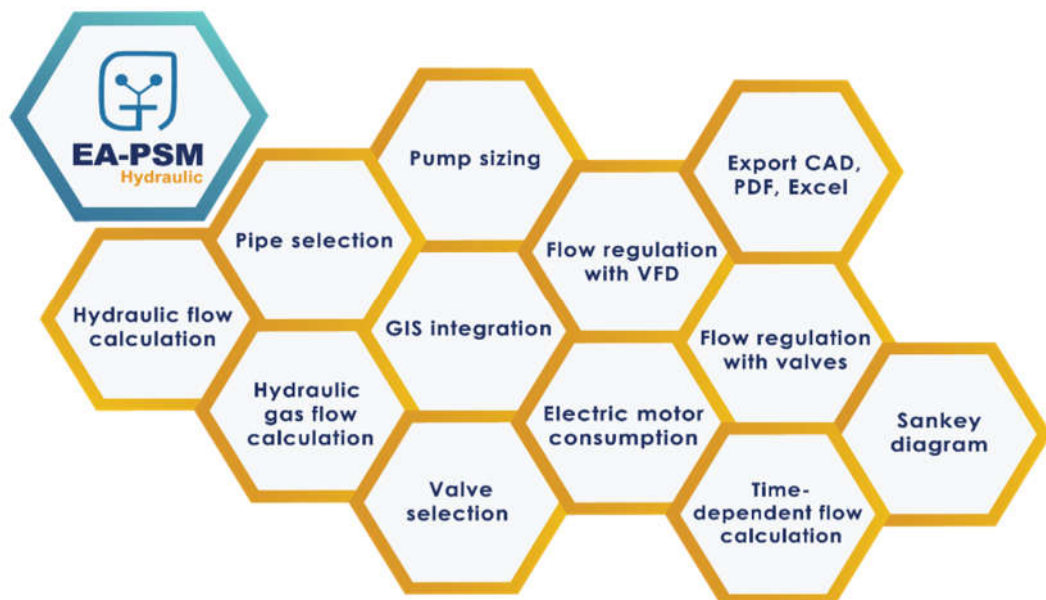 EA-PSM
Hydraulic
Pump sizing
Export CAD,
PDF, Excel
Pipe selection
Flow regulation
with VFD
Hydraulic flow
calculation
GIS integration
Flow regulation
with valves
Hydraulic
gas flow
calculation
Electric motor
consumption
Sankey
diagram
Valve
selection
Time-
dependent flow
calculation